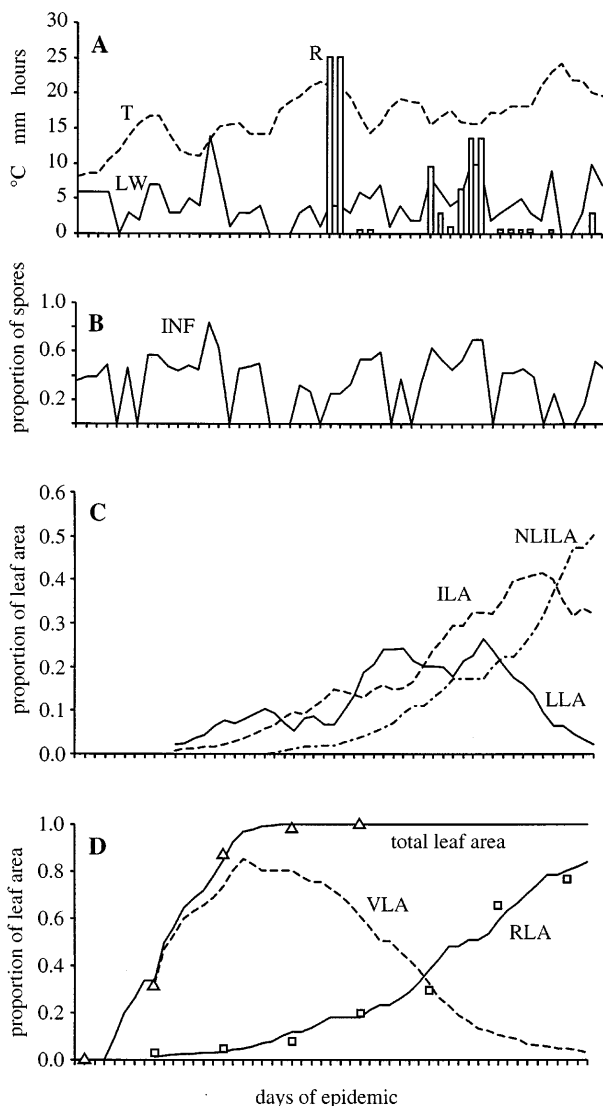 A
°C mm hours
30
25
20
15
10
5
0
T
LW
R
B
proportion of spores
1.0
0.6
0.2
INF
C
proportion of leaf area
0.6
0.5
0.4
0.3
0.2
0.1
0.0
NLILA
ILA
LLA
D
proportion of leaf area
1.0
0.8
0.6
0.4
0.2
0.0
total leaf area
VLA
RLA
days of epidemic